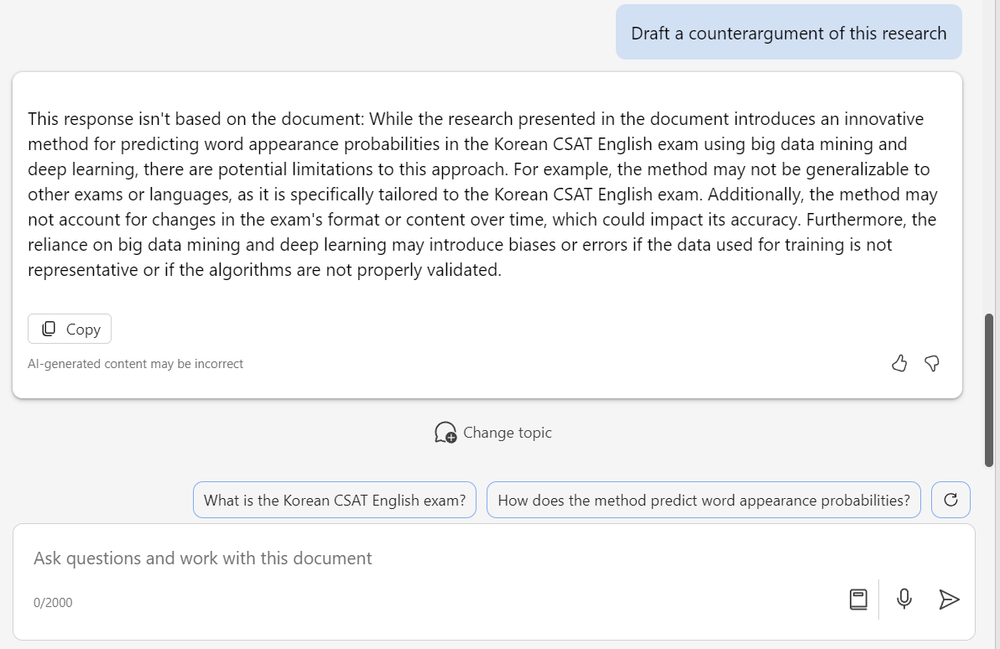 Draft a counterargument of this research
This response isn't based on the document: While the research presented in the document introduces an innovative
method for predicting word appearance probabilities in the Korean CSAT English exam using big data mining and
deep learning, there are potential limitations to this approach. For example, the method may not be generalizable to
other exams or languages, as it is specifically tailored to the Korean CSAT English exam. Additionally, the method may
not account for changes in the exam's format or content over time, which could impact its accuracy. Furthermore, the
reliance on big data mining and deep learning may introduce biases or errors if the data used for training is not
representative or if the algorithms are not properly validated.
Copy
AI-generated content may be incorrect
Change topic
What is the Korean CSAT English exam?
How does the method predict word appearance probabilities?
Ask questions and work with this document
0/2000